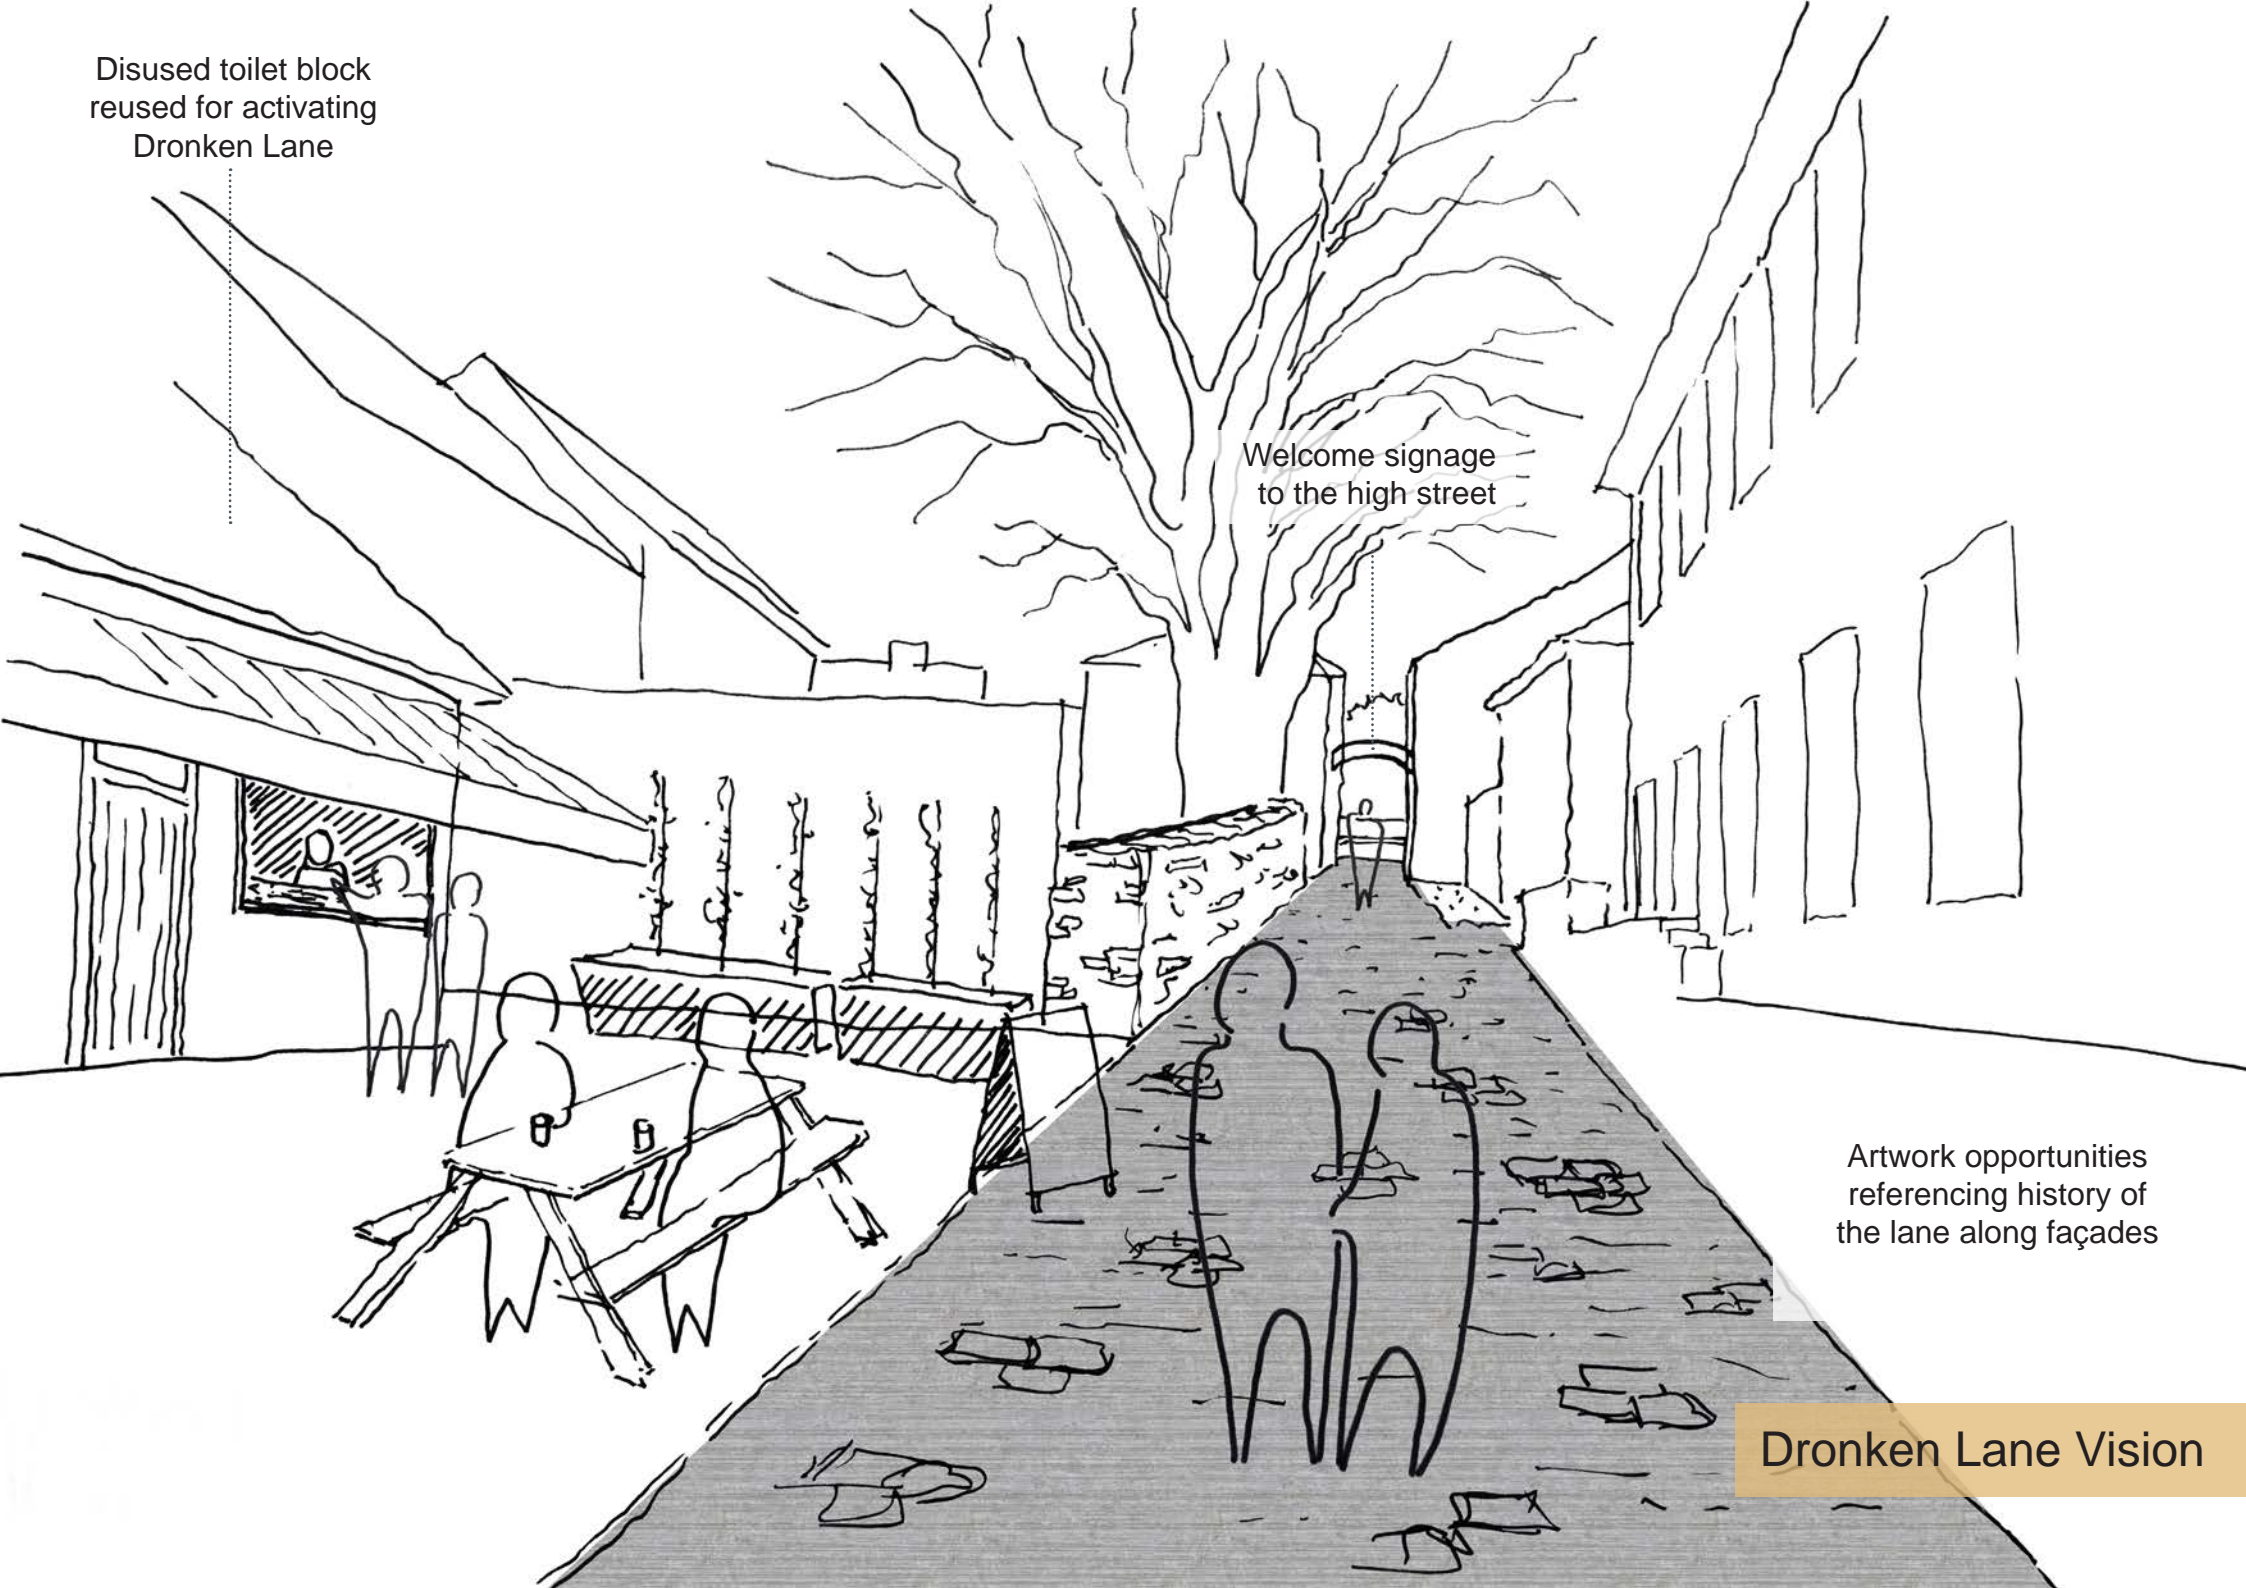 Disused toilet block
reused for activating
Dronken Lane
Welcome signage
to the high street
Artwork opportunities
referencing history of
the lane along façades
Dronken Lane Vision